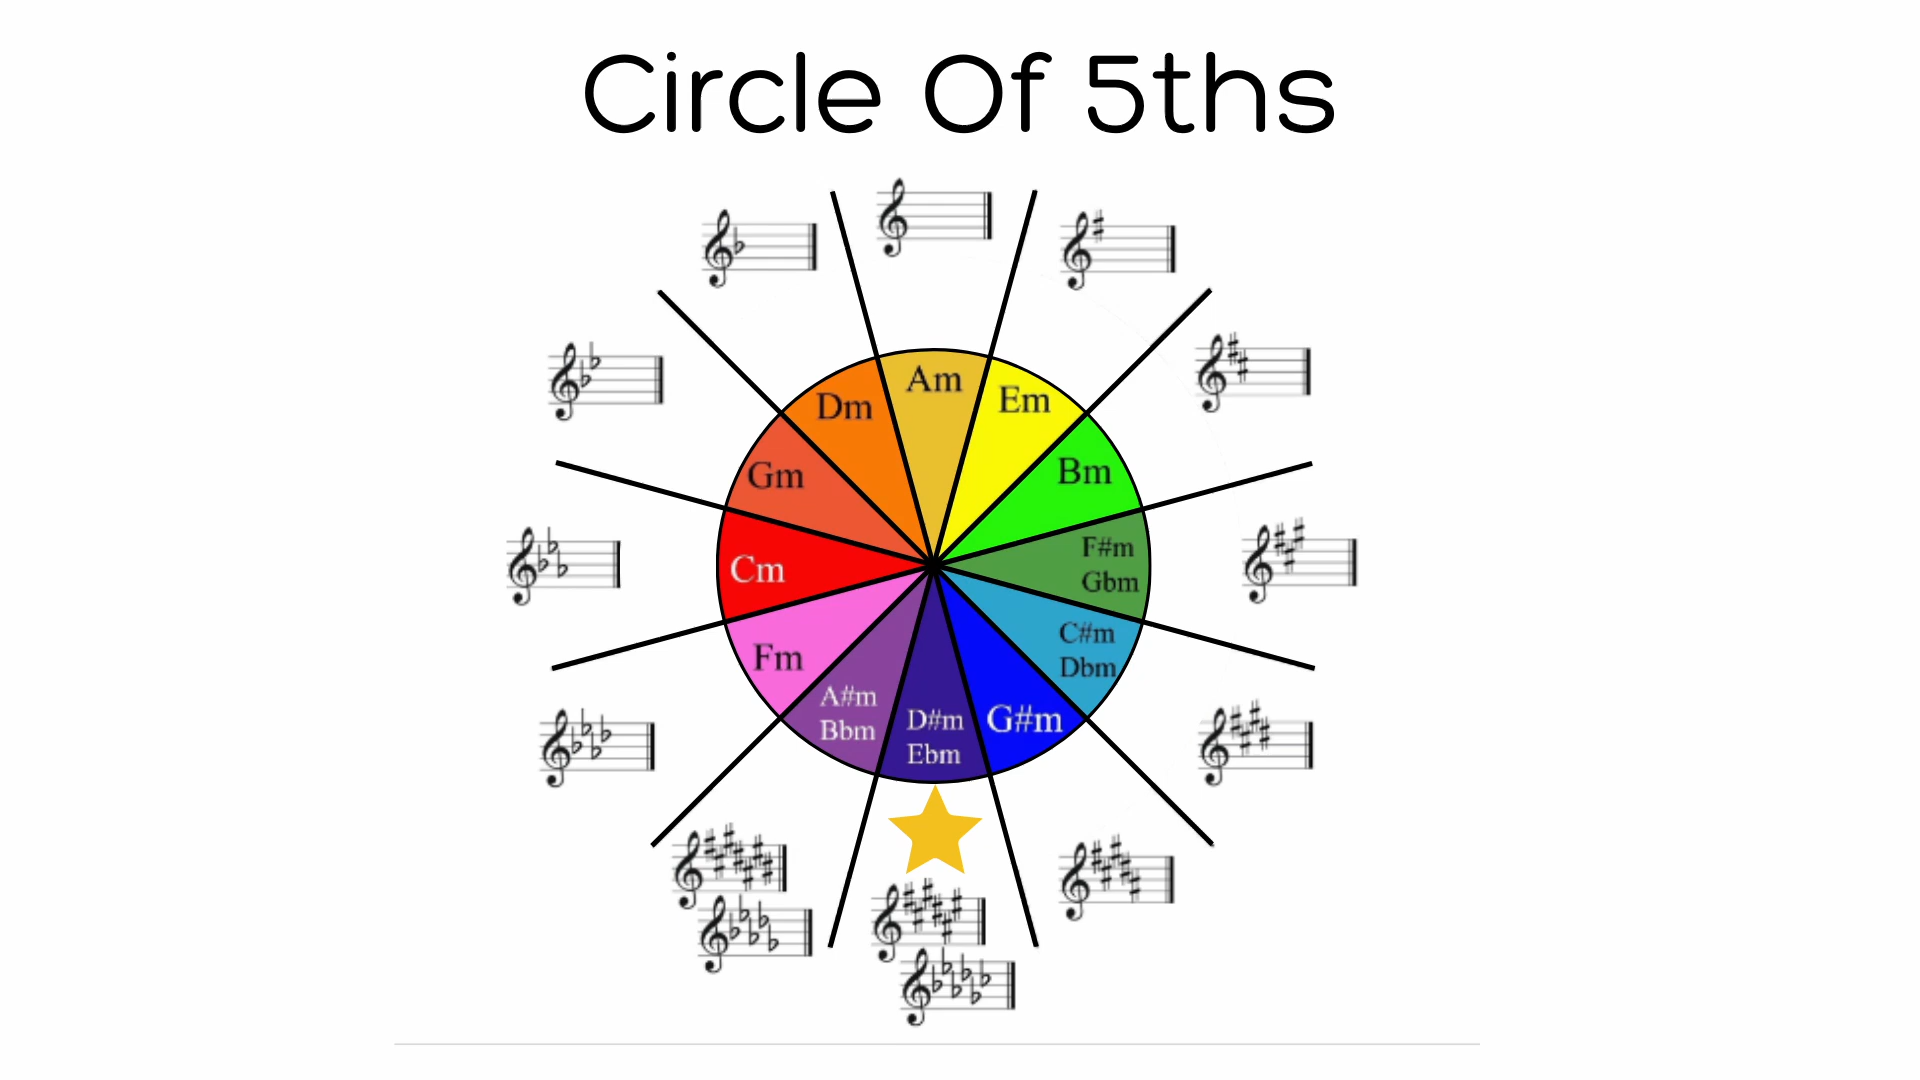 Circle Of 5ths
Am
Em
Bm
F#m
Gbm
C#m
Dbm
G#m
D#m
Ebm
A#m
Bbm
Fm
Cm
Gm
Dm